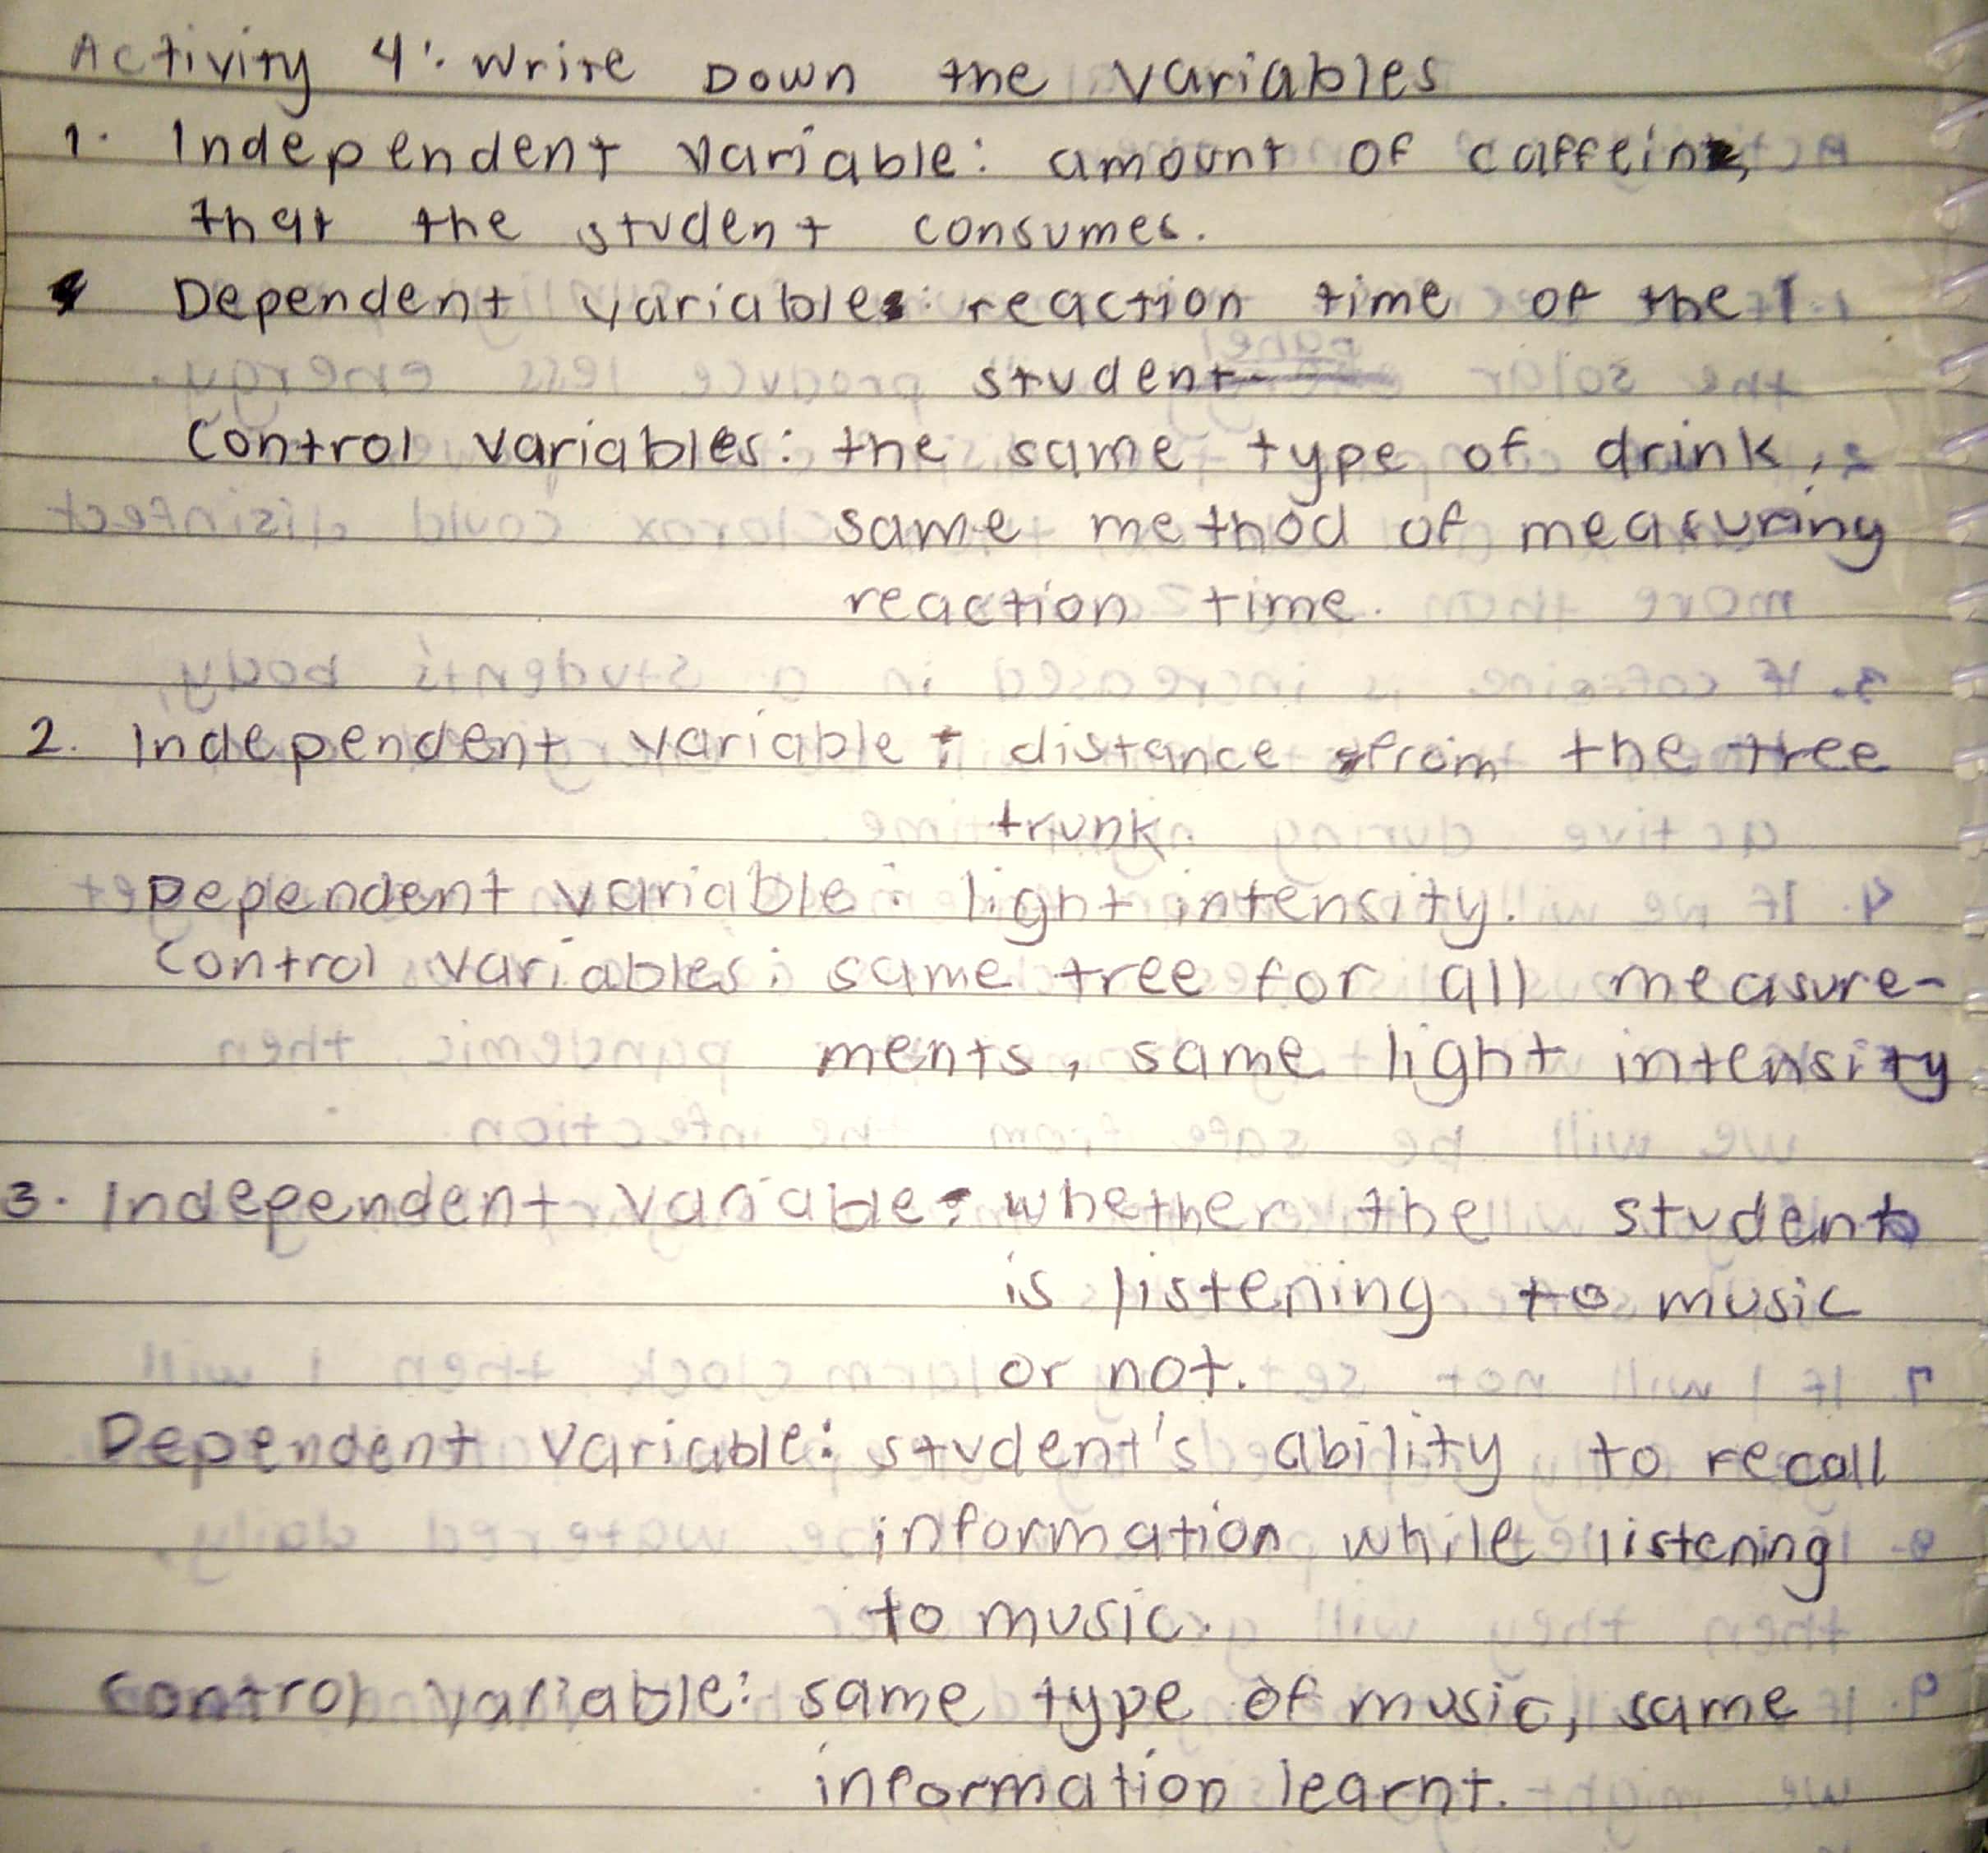 Activity 4: Write Down the variables
1. Independent variable: amount of caffeine,
that the student consumes.
Dependent variable: reaction time of the
student
Control variables: the same type of drink,
same method of measuring
reaction time.
2. Independent variable: distance from the tree
trunk
Dependent variable: light intensity.
Control variables: same tree for all measure-
ments, same light intensity
3. Independent variable: whether the student
is listening to music
or not.
Dependent variable: student's ability to recall
information while listening
to music.
Control variable: same type of music, same
information learnt.